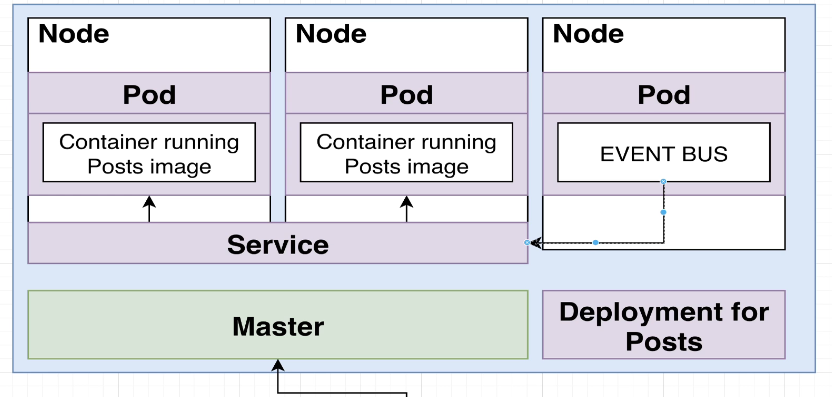 Node
Node
Node
Pod
Pod
Pod
Container running
Posts image
Container running
Posts image
EVENT BUS
Service
Master
Deployment for
Posts